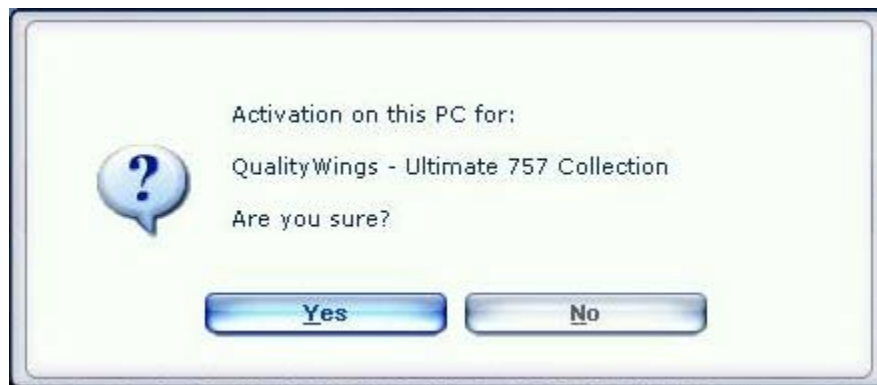 Activation on this PC for:
QualityWings - Ultimate 757 Collection
Are you sure?
?
Yes
No